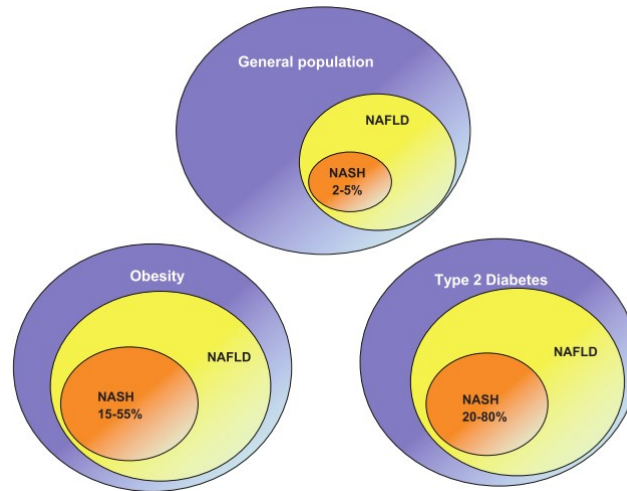 General population
NAFLD
NASH
2-5%
Obesity
NAFLD
NASH
15-55%
Type 2 Diabetes
NAFLD
NASH
20-80%